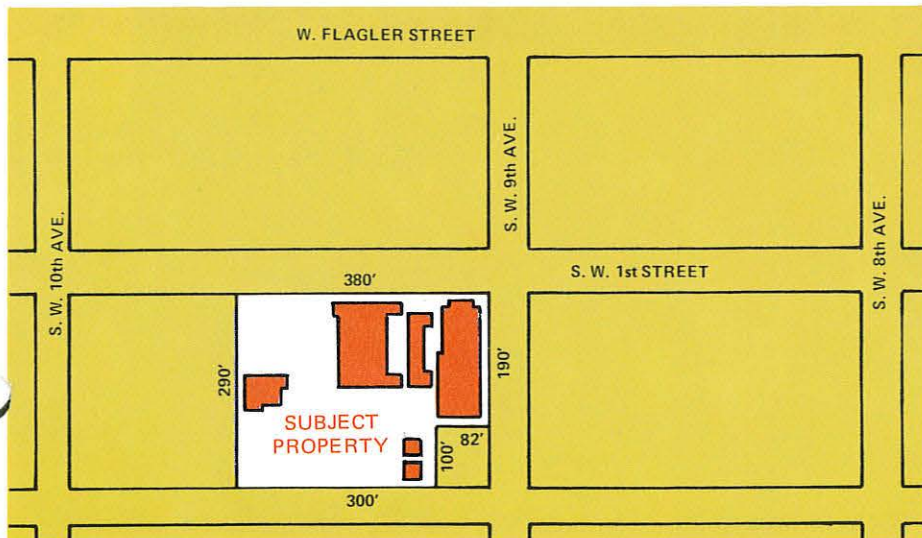 W. FLAGLER STREET
S. W. 10th AVE.
S. W. 9th AVE.
S. W. 8th AVE.
S. W. 1st STREET
380'
290'
190'
SUBJECT
PROPERTY
100'
82'
300'